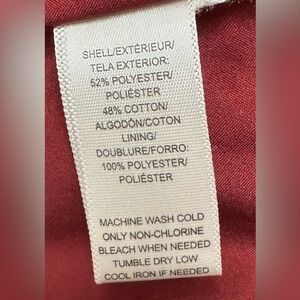 SHELL/EXTÉRIEUR/
TELA EXTERIOR:
52% POLYESTER/
POLIÉSTER
48% COTTON/
ALGODÓN/COTON
LINING/
DOUBLURE/FORRO:
100% POLYESTER/
POLIÉSTER
MACHINE WASH COLD
ONLY NON-CHLORINE
BLEACH WHEN NEEDED
TUMBLE DRY LOW
COOL IRON IF NEEDED